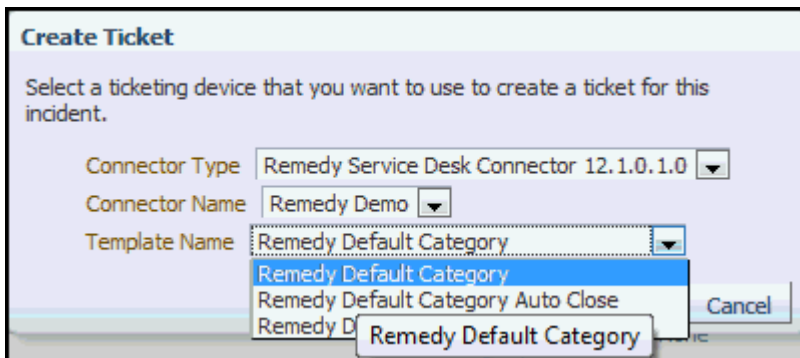 Create Ticket
Select a ticketing device that you want to use to create a ticket for this
incident.
Connector Type Remedy Service Desk Connector 12.1.0.1.0
Connector Name Remedy Demo
Template Name Remedy Default Category
Remedy Default Category
Remedy Default Category Auto Close
Remedy D
Remedy Default Category
Cancel